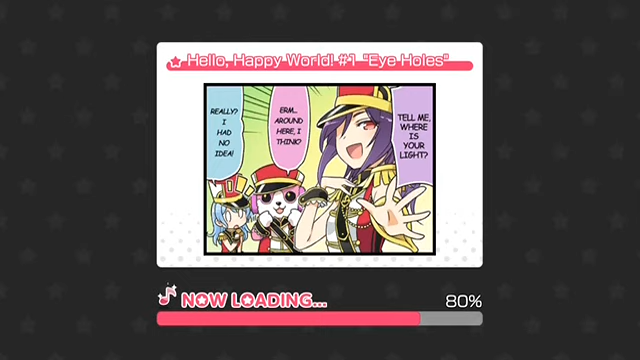 Hello, Happy World! #1 "Eye Holes"
REALLY?
I
HAD
NO
IDEA!
ERM...
AROUND
HERE, I
THINK?
TELL ME,
WHERE
IS
YOUR
LIGHT?
NOW LOADING...
80%